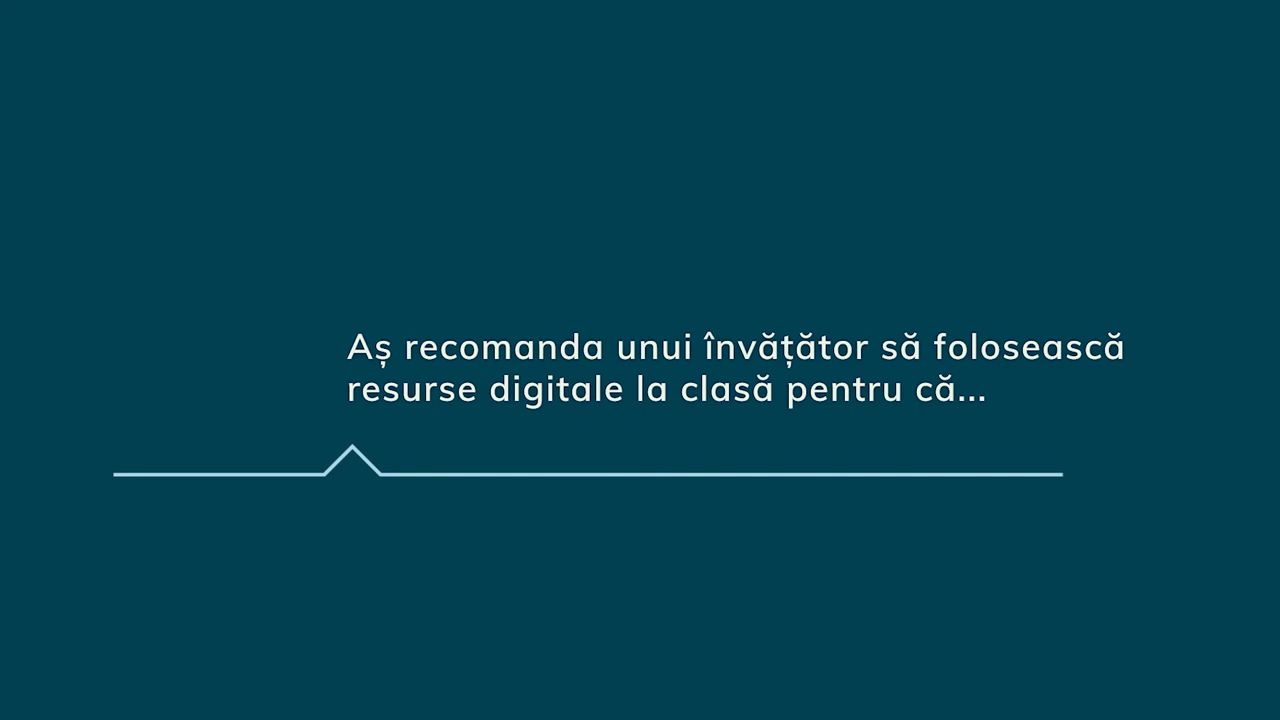 Aș recomanda unui învățător să folosească
resurse digitale la clasă pentru că...